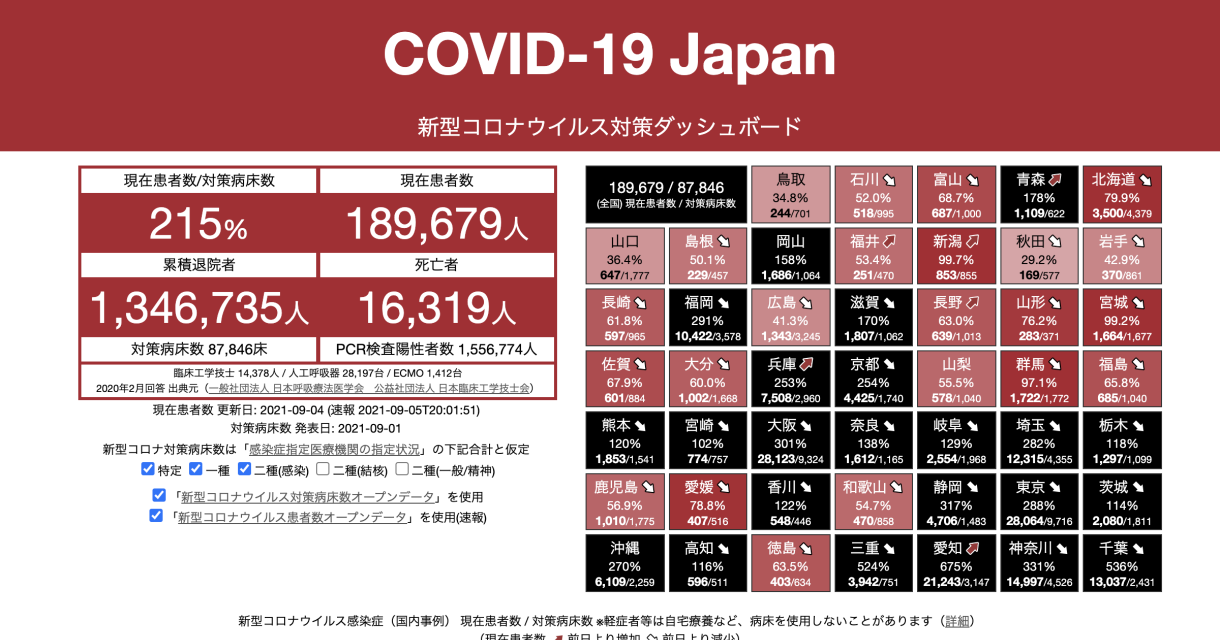 COVID-19 Japan
新型コロナウイルス対策ダッシュボード
現在患者数/対策病床数
現在患者数
215%
189,679人
累積退院者
死亡者
1,346,735人
16,319人
対策病床数 87,846床
PCR検査陽性者数 1,556,774人
臨床工学技士 14,378人 / 人工呼吸器 28,197台 / ECMO 1,412台
2020年2月回答 出典元（一般社団法人 日本呼吸療法医学会　公益社団法人 日本臨床工学技士会）
現在患者数 更新日: 2021-09-04 (速報 2021-09-05T20:01:51)
対策病床数 発表日: 2021-09-01
新型コロナ対策病床数は「感染症指定医療機関の指定状況」の下記合計と仮定
特定 一種 二種(感染) 二種(結核) 二種(一般/精神)
「新型コロナウイルス対策病床数オープンデータ」を使用
「新型コロナウイルス患者数オープンデータ」を使用(速報)
189,679 / 87,846
(全国) 現在患者数 / 対策病床数
鳥取
34.8%
244/701
石川
52.0%
518/995
富山
68.7%
687/1,000
青森
178%
1,109/622
北海道
79.9%
3,500/4,379
山口
36.4%
647/1,777
島根
50.1%
229/457
岡山
158%
1,686/1,064
福井
53.4%
251/470
新潟
99.7%
853/855
秋田
29.2%
169/577
岩手
42.9%
370/861
長崎
61.8%
597/965
福岡
291%
10,422/3,578
広島
41.3%
1,343/3,245
滋賀
170%
1,807/1,062
長野
63.0%
639/1,013
山形
76.2%
283/371
宮城
99.2%
1,664/1,677
佐賀
67.9%
601/884
大分
60.0%
1,002/1,668
兵庫
253%
7,508/2,960
京都
254%
4,425/1,740
山梨
55.5%
578/1,040
群馬
97.1%
1,722/1,772
福島
65.8%
685/1,040
熊本
120%
1,853/1,541
宮崎
102%
774/757
大阪
301%
28,123/9,324
奈良
138%
1,612/1,165
岐阜
129%
2,554/1,968
埼玉
282%
12,315/4,355
栃木
118%
1,297/1,099
鹿児島
56.9%
1,010/1,775
愛媛
78.8%
407/516
香川
122%
548/446
和歌山
54.7%
470/858
静岡
317%
4,706/1,483
東京
288%
28,064/9,716
茨城
114%
2,080/1,811
沖縄
270%
6,109/2,259
高知
116%
596/511
徳島
63.5%
403/634
三重
524%
3,942/751
愛知
675%
21,243/3,147
神奈川
331%
14,997/4,526
千葉
536%
13,037/2,431
新型コロナウイルス感染症（国内事例） 現在患者数 / 対策病床数 ※軽症者等は自宅療養など、病床を使用しないことがあります（詳細）
（現在患者数 前日より増加 前日より減少）